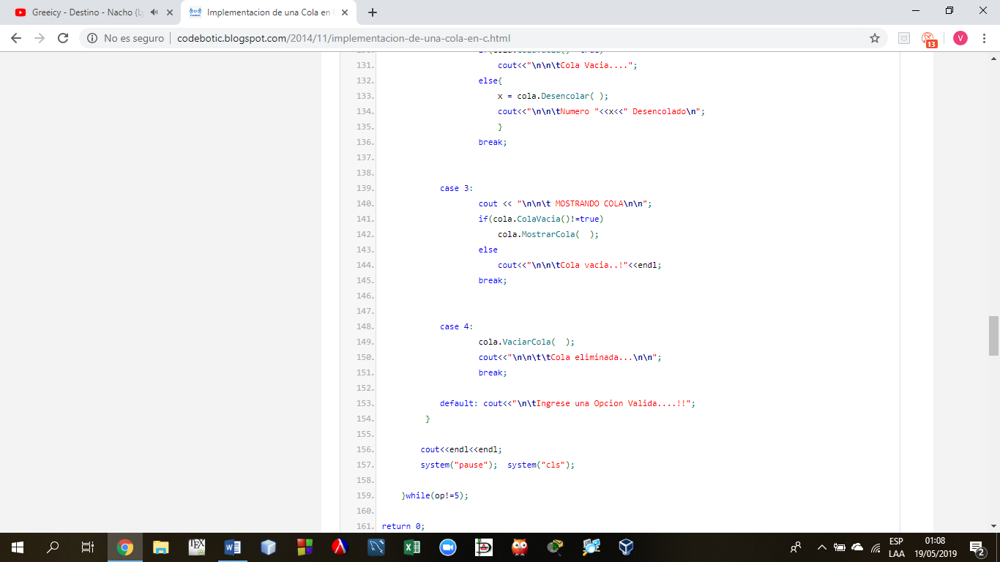 Greeicy - Destino - Nacho (Ly
Implementacion de una Cola en C
No es seguro | codebotic.blogspot.com/2014/11/implementacion-de-una-cola-en-c.html
13
V
131. cout<<"\n\n\tCola Vacia....";
132. else{
133. x = cola.Desencolar( );
134. cout<<"\n\n\tNumero "<<x<<" Desencolado\n";
135. }
136. break;
137.
138.
139. case 3:
140. cout << "\n\n\t MOSTRANDO COLA\n\n";
141. if(cola.ColaVacia()!=true)
142. cola.MostrarCola(  );
143. else
144. cout<<"\n\n\tCola vacia..!"<<endl;
145. break;
146.
147.
148. case 4:
149. cola.VaciarCola(  );
150. cout<<"\n\n\t\tCola eliminada...\n\n";
151. break;
152.
153. default: cout<<"\n\tIngrese una Opcion Valida....!!";
154. }
155.
156. cout<<endl<<endl;
157. system("pause");  system("cls");
158.
159. }while(op!=5);
160.
161. return 0;
ESP 01:08
LAA 19/05/2019
2